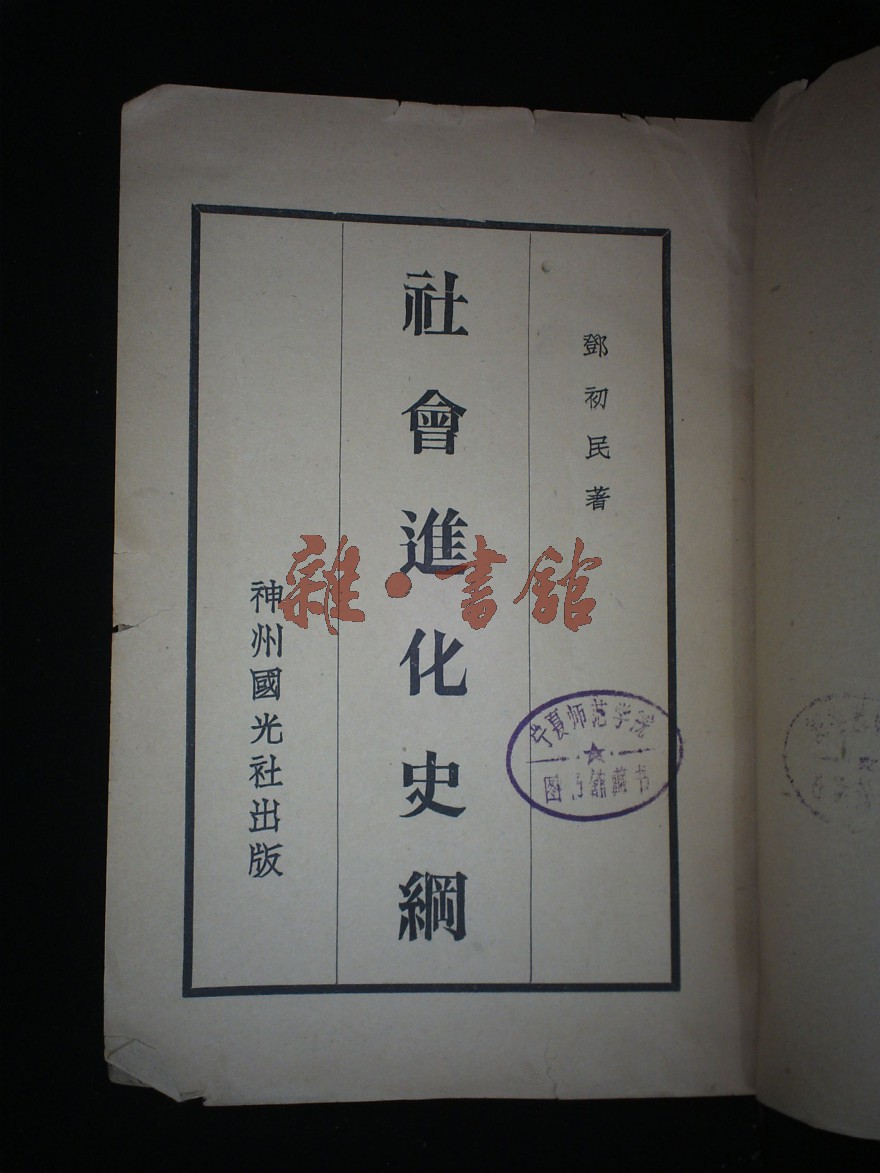 鄧初民著
社會進化史綱
神州國光社出版
雜·書館
宁夏师范学院
图书馆藏书